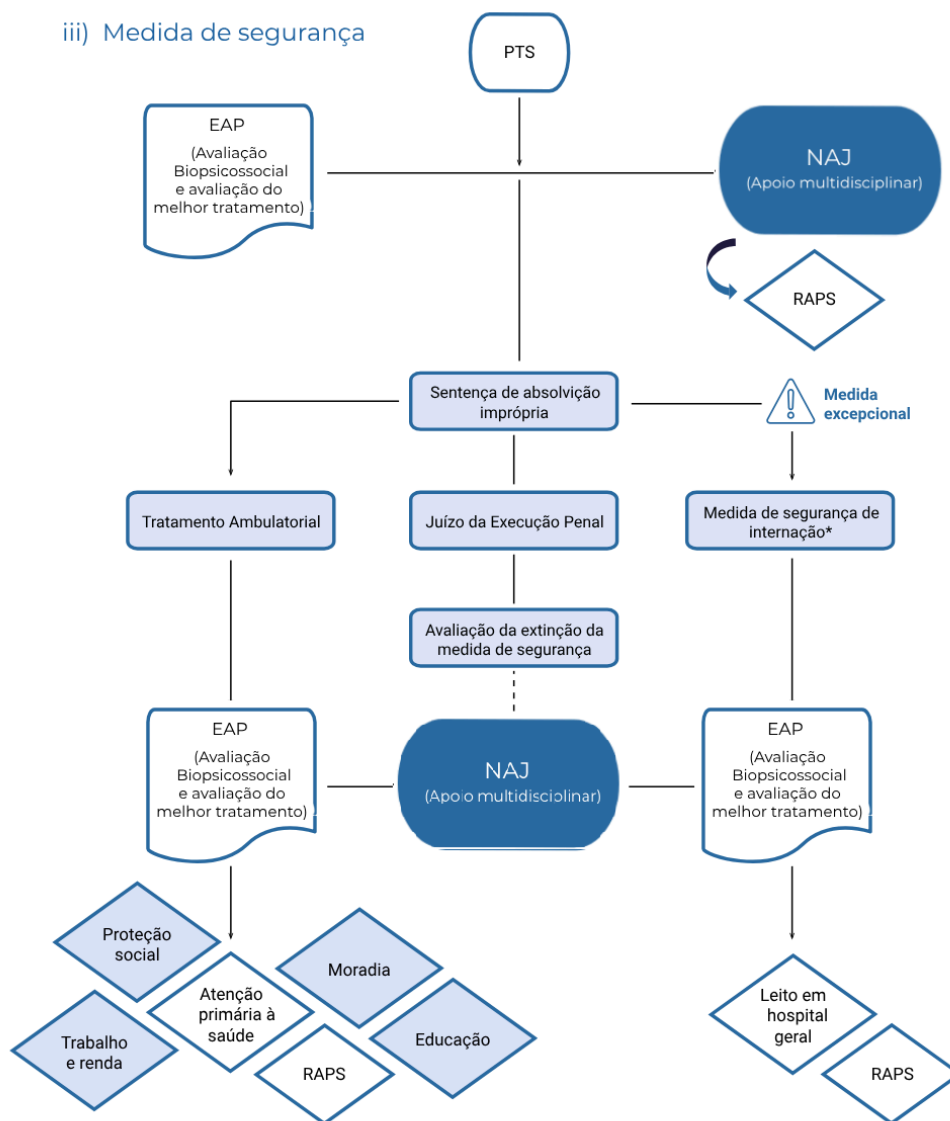 iii) Medida de segurança
PTS
EAP
(Avaliação
Biopsicossocial
e avaliação do
melhor tratamento)
NAJ
(Apoio multidisciplinar)
RAPS
Sentença de absolvição
imprópria
Medida
excepcional
Tratamento Ambulatorial
Juízo da Execução Penal
Medida de segurança de
internação*
Avaliação da extinção da
medida de segurança
EAP
(Avaliação
Biopsicossocial
e avaliação do
melhor tratamento)
NAJ
(Apoio multidisciplinar)
EAP
(Avaliação
Biopsicossocial
e avaliação do
melhor tratamento)
Proteção
social
Moradia
Atenção
primária à
saúde
Trabalho
e renda
RAPS
Educação
Leito em
hospital
geral
RAPS